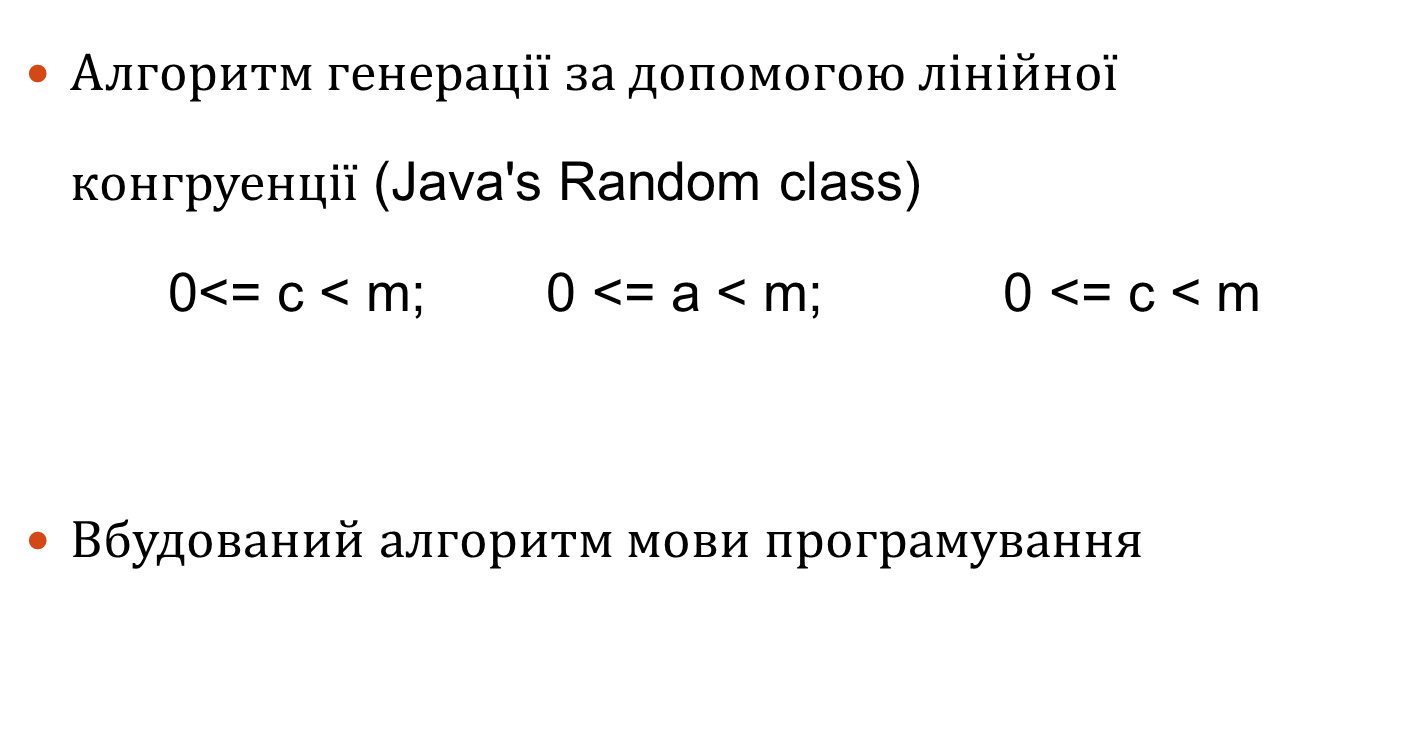 • Алгоритм генерації за допомогою лінійної
конгруенції (Java's Random class)
0<= c < m; 0 <= a < m; 0 <= c < m
• Вбудований алгоритм мови програмування